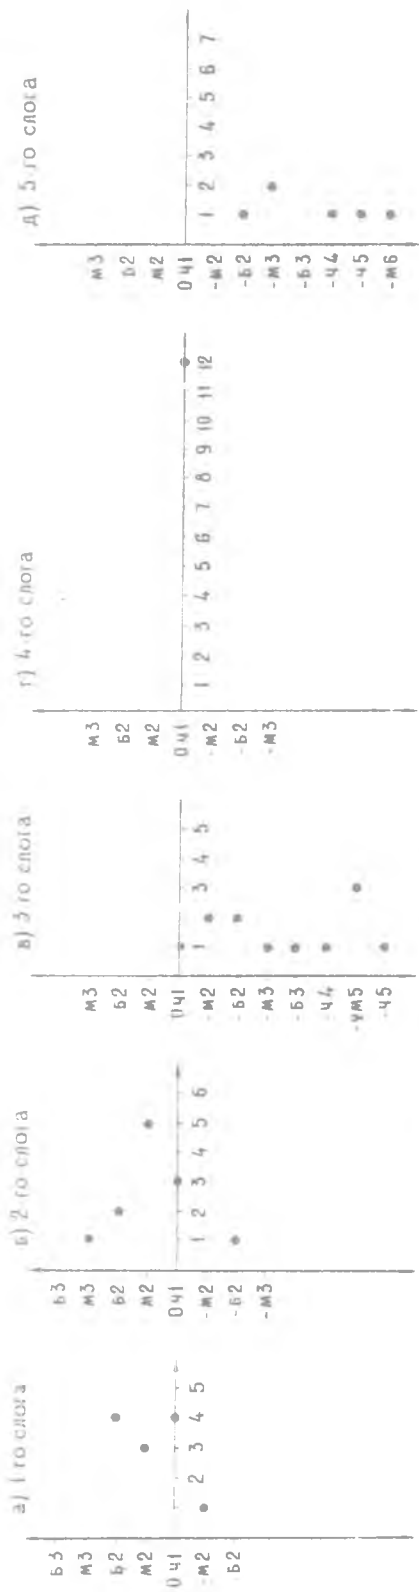 а) 1-го слога
б3
м3
б2
м2
0 ч1
-м2
-б2
2 3 4 5
б) 2-го слога
б3
м3
б2
м2
0 ч1
-м2
-б2
-м3
1 2 3 4 5 6
в) 3-го слога
м3
б2
м2
0 ч1
-м2
-б2
-м3
-б3
-ч4
-ум5
-ч5
1 3 4 5
г) 4-го слога
м3
б2
м2
0 ч1
-м2
-б2
-м3
1 2 3 4 5 6 7 8 9 10 11 12
д) 5-го слога
м3
б2
м2
0 ч1
-м2
-б2
-м3
-б3
-ч4
-ч5
-м6
1 2 3 4 5 6 7